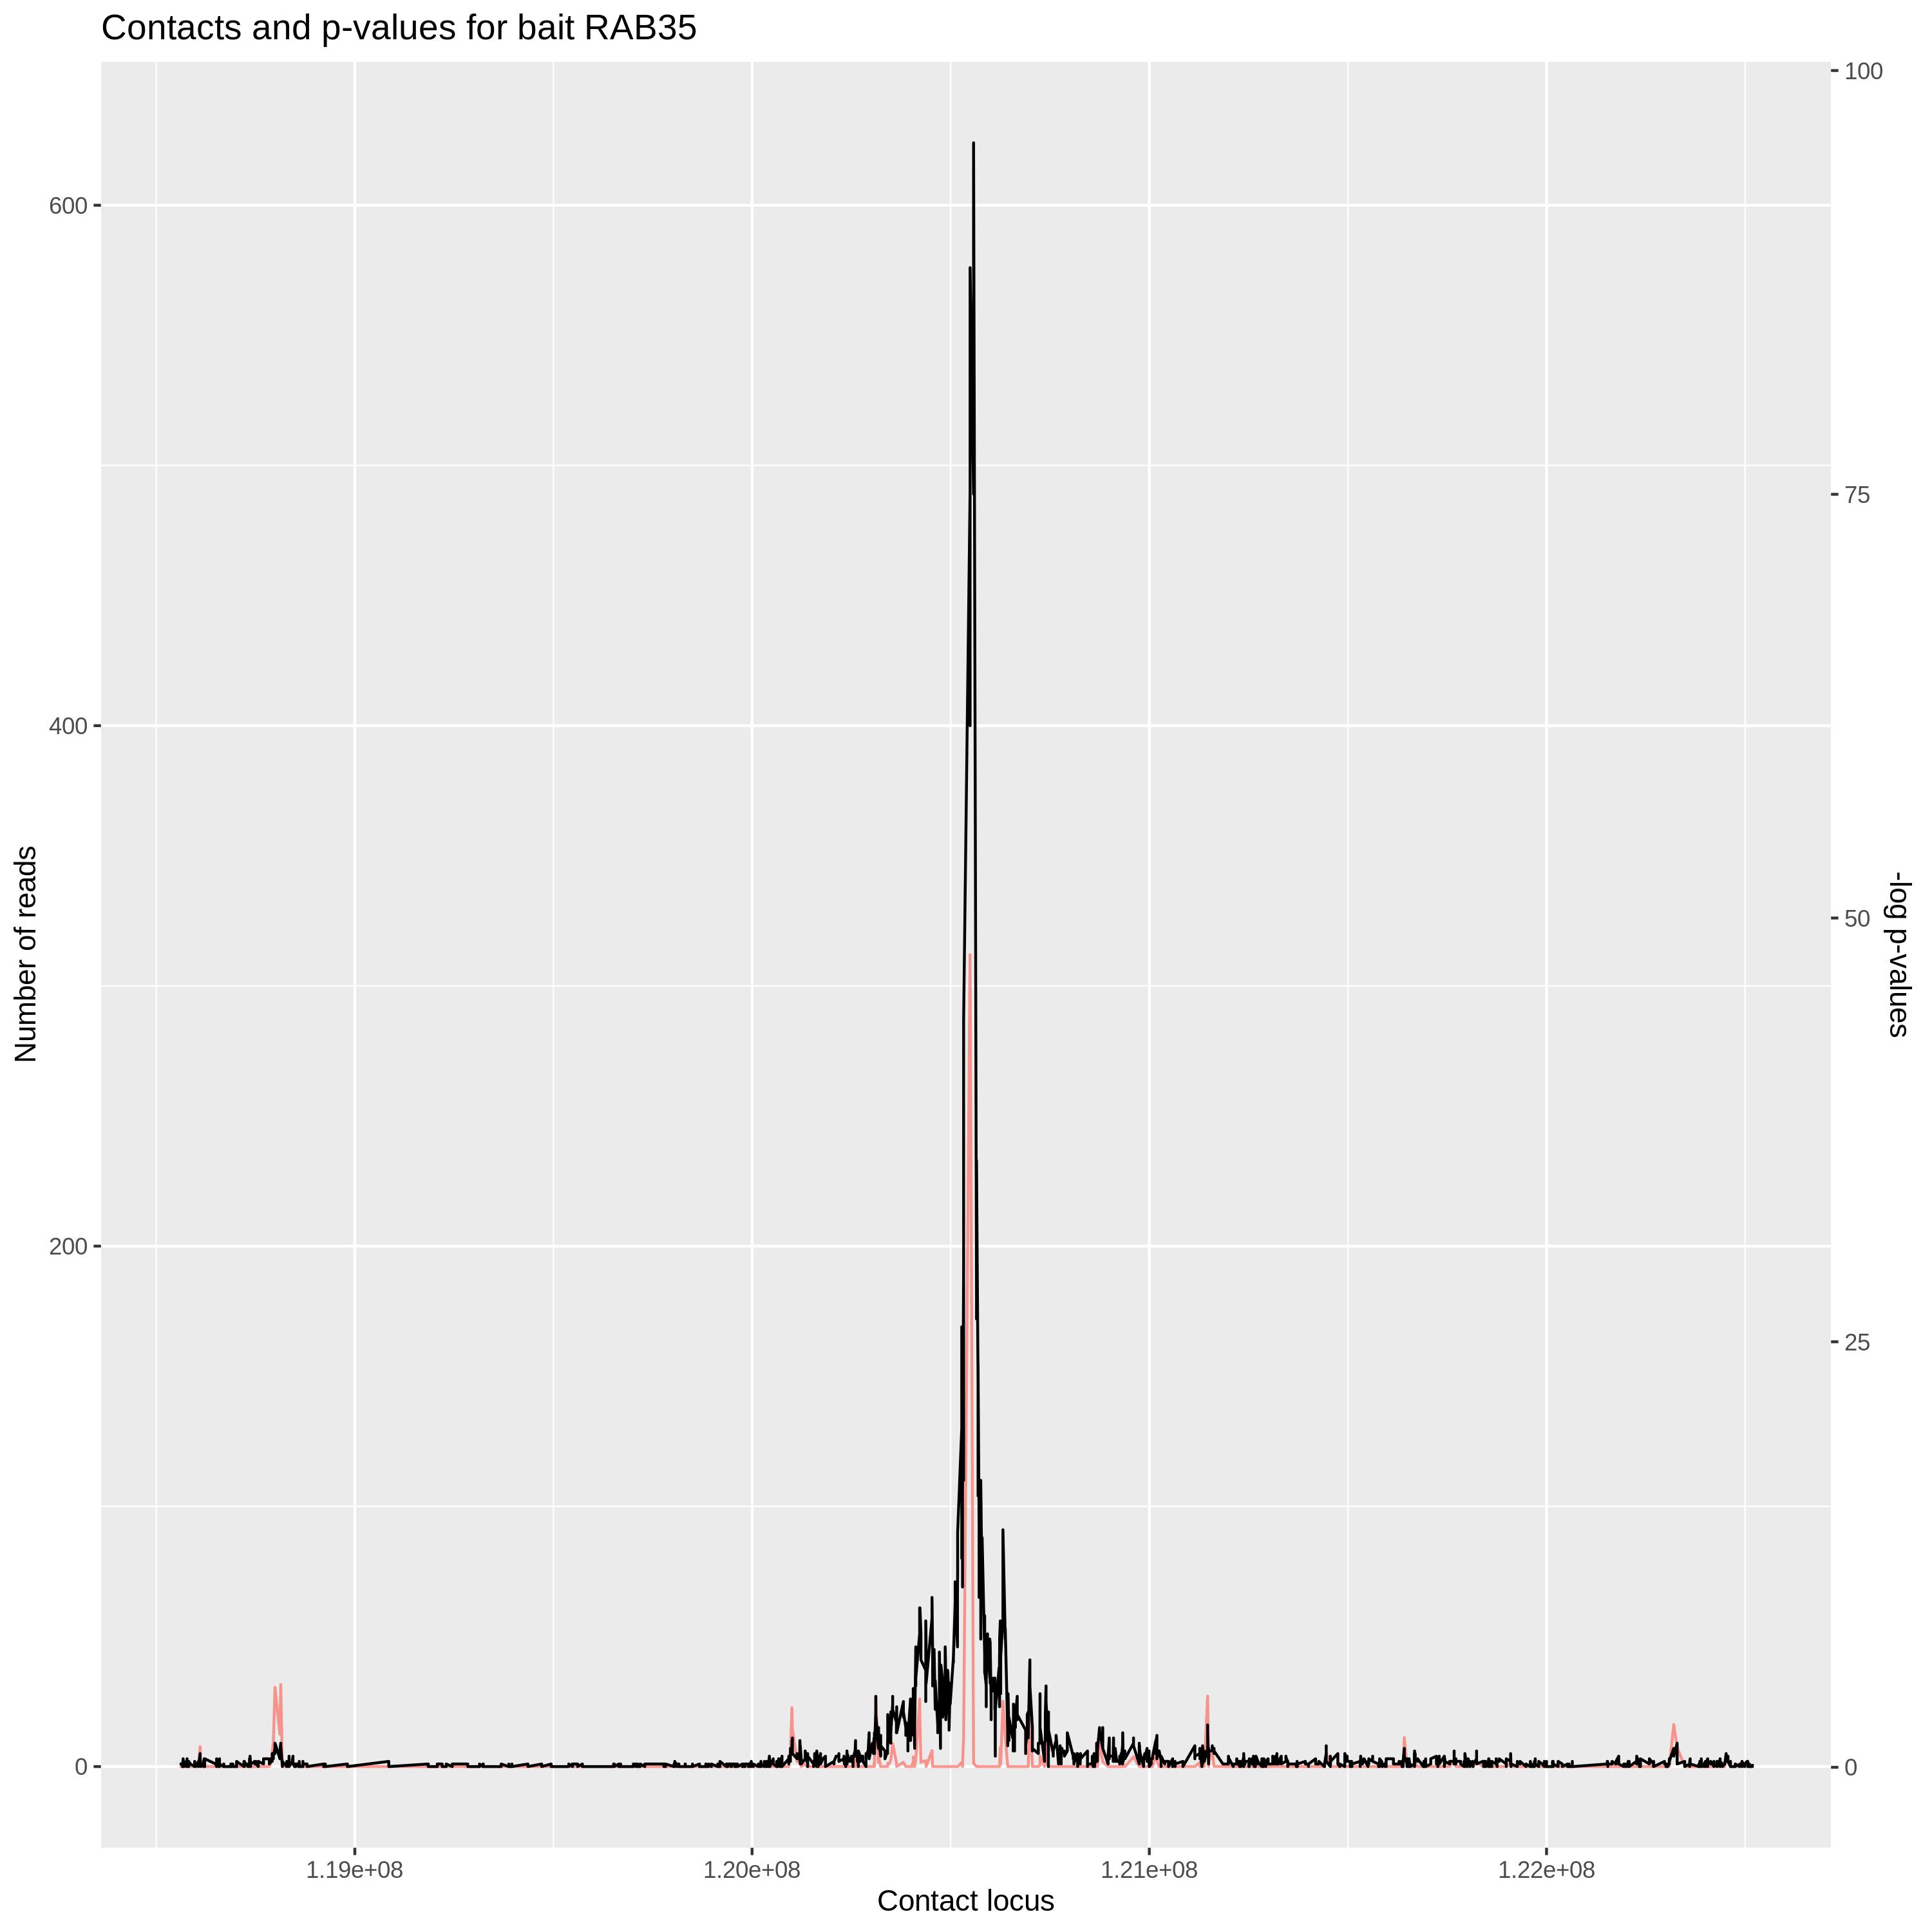 Contacts and p-values for bait RAB35
100
600
75
400
50
Number of reads
-log p-values
200
25
0
0
1.19e+08
1.20e+08
1.21e+08
1.22e+08
Contact locus